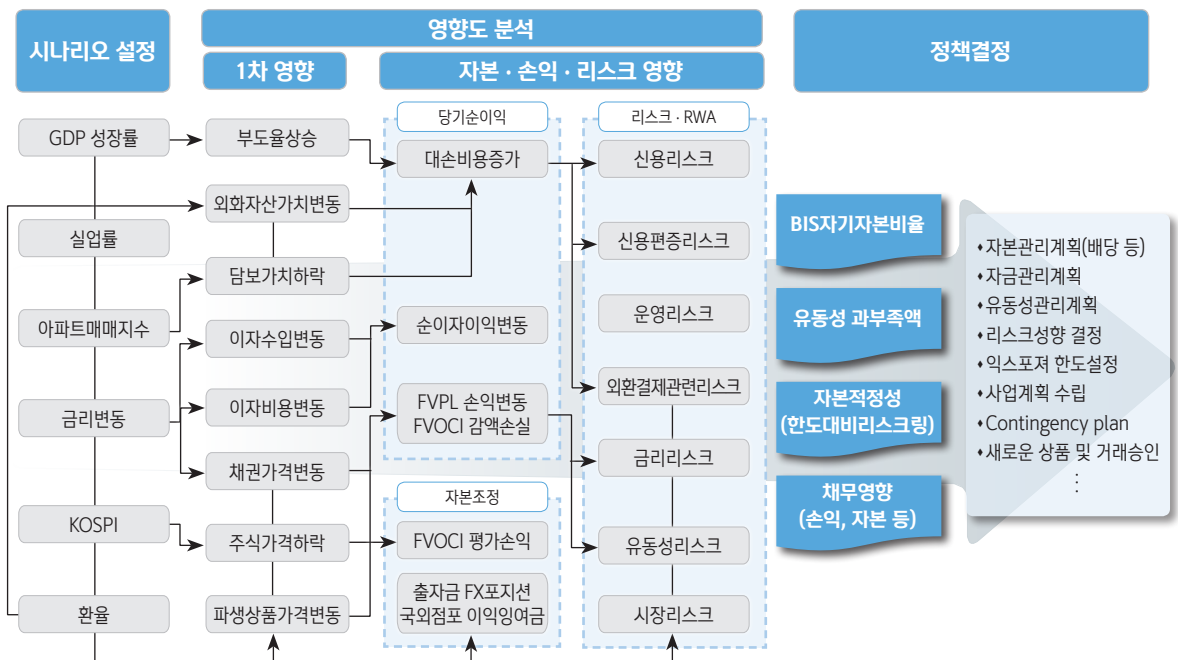 시나리오 설정
영향도 분석
1차 영향
자본 · 손익 · 리스크 영향
정책결정
GDP 성장률
실업률
아파트매매지수
금리변동
KOSPI
환율
부도율상승
외화자산가치변동
담보가치하락
이자수입변동
이자비용변동
채권가격변동
주식가격하락
파생상품가격변동
당기순이익
대손비용증가
순이자이익변동
FVPL 손익변동
FVOCI 감액손실
자본조정
FVOCI 평가손익
출자금 FX포지션
국외점포 이익잉여금
리스크 · RWA
신용리스크
신용편중리스크
운영리스크
외환결제관련리스크
금리리스크
유동성리스크
시장리스크
BIS자기자본비율
유동성 과부족액
자본적정성
(한도대비리스크링)
채무영향
(손익, 자본 등)
♦자본관리계획(배당 등)
♦자금관리계획
♦유동성관리계획
♦리스크성향 결정
♦익스포져 한도설정
♦사업계획 수립
♦Contingency plan
♦새로운 상품 및 거래승인
⋮